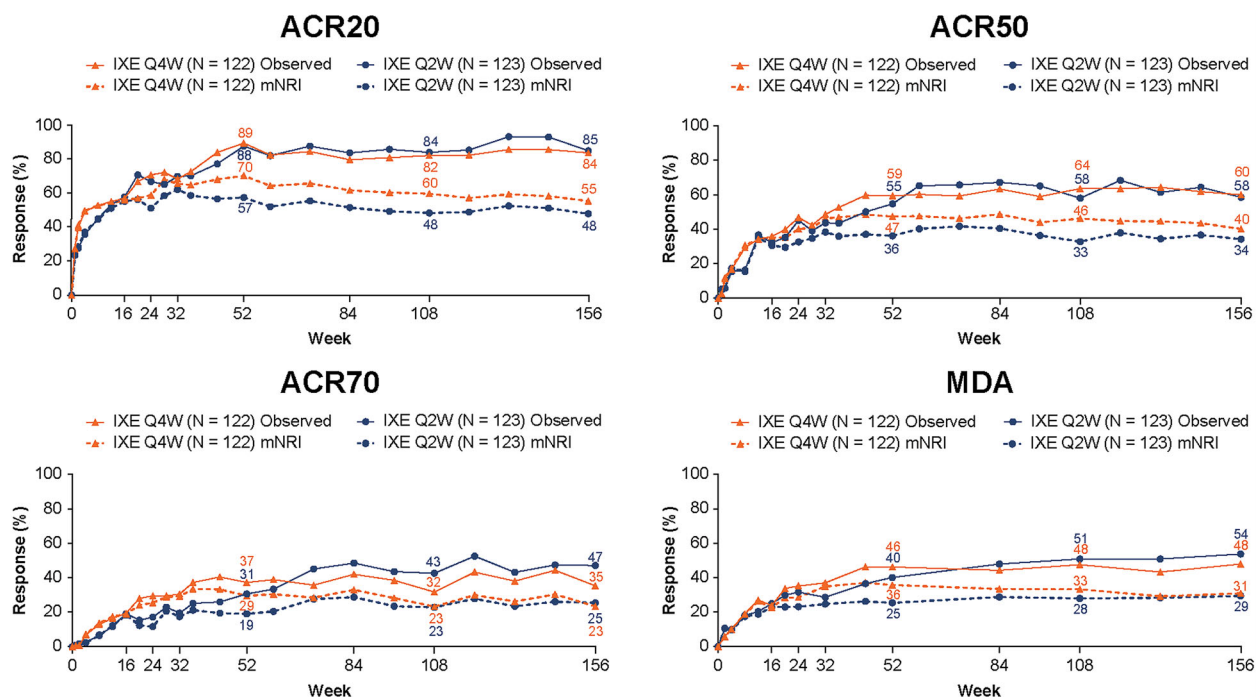 ACR20
IXE Q4W (N = 122) Observed
IXE Q2W (N = 123) Observed
IXE Q4W (N = 122) mNRI
IXE Q2W (N = 123) mNRI
Response (%)
100
80
60
40
20
0
89
88
70
57
84
82
60
48
85
84
55
48
0 16 24 32 52 84 108 156
Week
ACR50
IXE Q4W (N = 122) Observed
IXE Q2W (N = 123) Observed
IXE Q4W (N = 122) mNRI
IXE Q2W (N = 123) mNRI
Response (%)
100
80
60
40
20
0
59
55
47
36
64
58
46
33
60
58
40
34
0 16 24 32 52 84 108 156
Week
ACR70
IXE Q4W (N = 122) Observed
IXE Q2W (N = 123) Observed
IXE Q4W (N = 122) mNRI
IXE Q2W (N = 123) mNRI
Response (%)
100
80
60
40
20
0
37
31
29
19
43
32
23
23
47
35
25
23
0 16 24 32 52 84 108 156
Week
MDA
IXE Q4W (N = 122) Observed
IXE Q2W (N = 123) Observed
IXE Q4W (N = 122) mNRI
IXE Q2W (N = 123) mNRI
Response (%)
100
80
60
40
20
0
46
40
36
25
51
48
33
28
54
48
31
29
0 16 24 32 52 84 108 156
Week